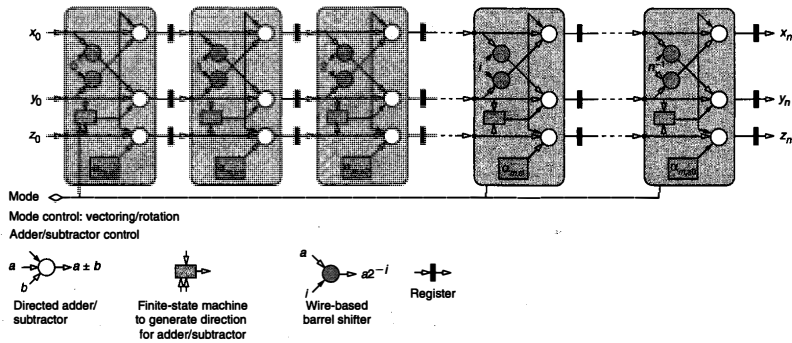 x0 xn
i n
y0 yn
z0 zn
Mode
Mode control: vectoring/rotation
Adder/subtractor control
a a ± b
b
a
i
a2−i
Directed adder/
subtractor
Finite-state machine
to generate direction
for adder/subtractor
Wire-based
barrel shifter
Register